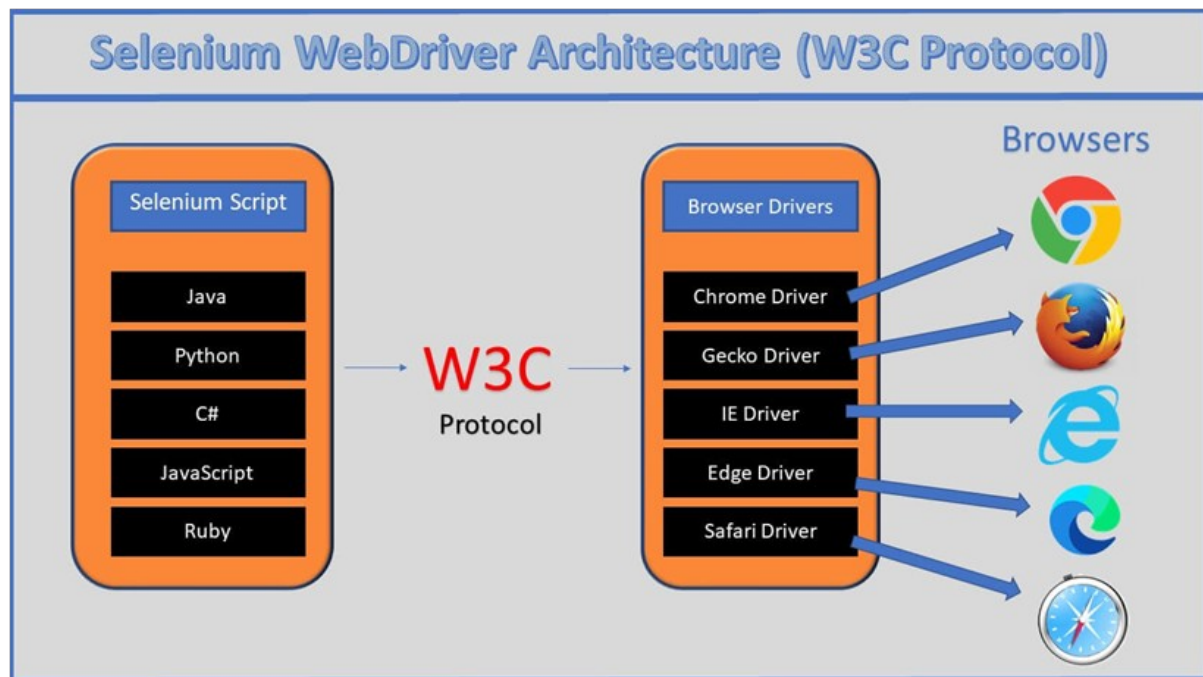 Selenium WebDriver Architecture (W3C Protocol)
Selenium Script
Java
Python
C#
JavaScript
Ruby
W3C
Protocol
Browser Drivers
Chrome Driver
Gecko Driver
IE Driver
Edge Driver
Safari Driver
Browsers